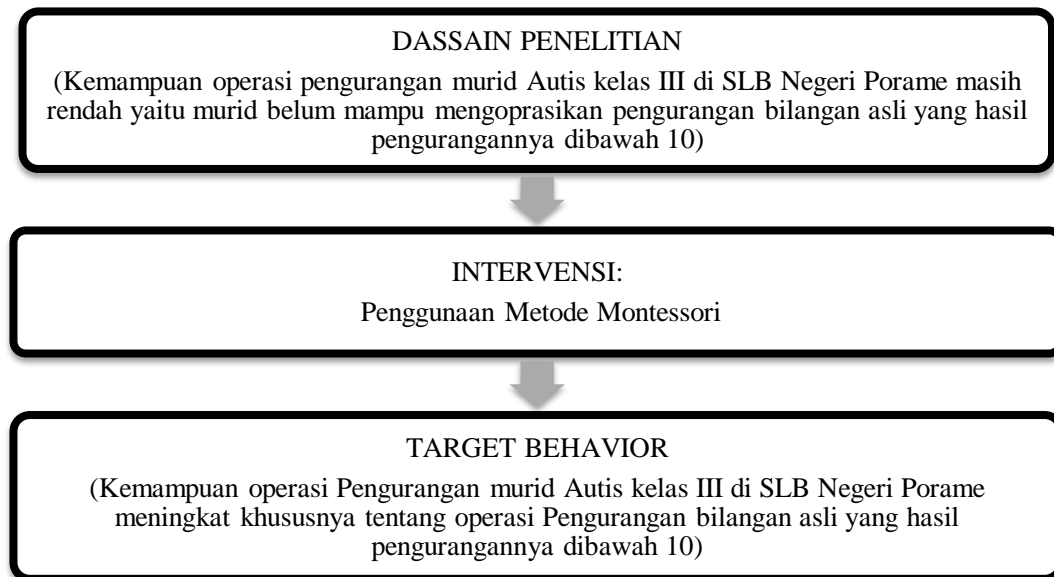 DASSAIN PENELITIAN
(Kemampuan operasi pengurangan murid Autis kelas III di SLB Negeri Porame masih
rendah yaitu murid belum mampu mengoprasikan pengurangan bilangan asli yang hasil
pengurangannya dibawah 10)
INTERVENSI:
Penggunaan Metode Montessori
TARGET BEHAVIOR
(Kemampuan operasi Pengurangan murid Autis kelas III di SLB Negeri Porame
meningkat khususnya tentang operasi Pengurangan bilangan asli yang hasil
pengurangannya dibawah 10)